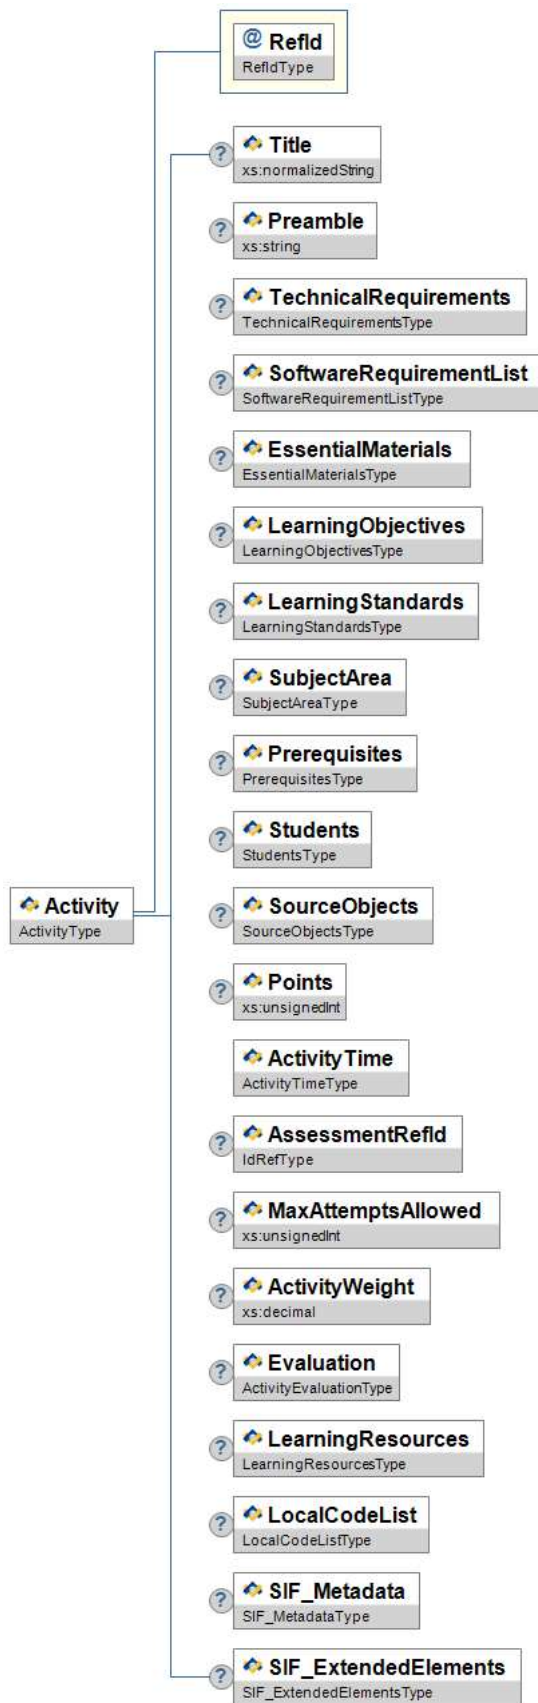 @ RefId
RefIdType
? Title
xs:normalizedString
? Preamble
xs:string
? TechnicalRequirements
TechnicalRequirementsType
? SoftwareRequirementList
SoftwareRequirementListType
? EssentialMaterials
EssentialMaterialsType
? LearningObjectives
LearningObjectivesType
? LearningStandards
LearningStandardsType
? SubjectArea
SubjectAreaType
? Prerequisites
PrerequisitesType
? Students
StudentsType
Activity
ActivityType
? SourceObjects
SourceObjectsType
? Points
xs:unsignedInt
ActivityTime
ActivityTimeType
? AssessmentRefId
IdRefType
? MaxAttemptsAllowed
xs:unsignedInt
? ActivityWeight
xs:decimal
? Evaluation
ActivityEvaluationType
? LearningResources
LearningResourcesType
? LocalCodeList
LocalCodeListType
? SIF_Metadata
SIF_MetadataType
? SIF_ExtendedElements
SIF_ExtendedElementsType